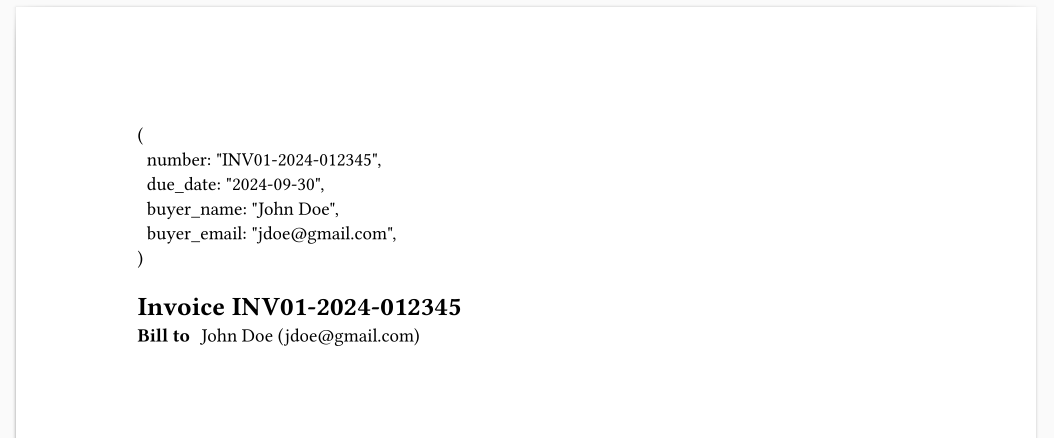 (
number: "INV01-2024-012345",
due_date: "2024-09-30",
buyer_name: "John Doe",
buyer_email: "jdoe@gmail.com",
)
Invoice INV01-2024-012345
Bill to John Doe (jdoe@gmail.com)